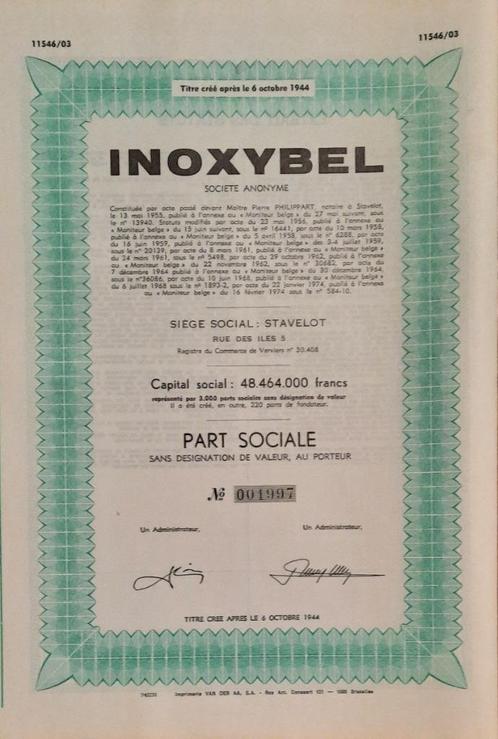 11546/03
11546/03
Titre créé après le 6 octobre 1944
INOXYBEL
SOCIETE ANONYME
Constituée par acte passé devant Maître Pierre PHILIPPART, notaire à Stavelot,
le 13 mai 1955, publié à l'annexe au « Moniteur belge » du 27 mai suivant, sous
le n° 13940. Statuts modifiés par acte du 23 mai 1956, publié à l'annexe au
« Moniteur belge » du 15 juin suivant, sous le n° 16441, par acte du 10 mars 1958,
publié à l'annexe au « Moniteur belge » du 5 avril 1958, sous le n° 6288, par acte
du 16 juin 1959, publié à l'annexe au « Moniteur belge » des 3-4 juillet 1959,
sous le n° 20139, par acte du 8 mars 1961, publié à l'annexe au « Moniteur belge »
du 24 mars 1961, sous le n° 5498, par acte du 29 octobre 1962, publié à l'annexe
au « Moniteur belge » du 22 novembre 1962, sous le n° 30682, par acte du
7 décembre 1964 publié à l'annexe au « Moniteur belge » du 30 décembre 1964,
sous le n°36086, par acte du 10 juin 1968, publié à l'annexe au « Moniteur belge »
du 6 juillet 1968 sous le n° 1893-2, par acte du 22 janvier 1974, publié à l'annexe
au « Moniteur belge » du 16 février 1974 sous le n° 584-10.
SIÈGE SOCIAL : STAVELOT
RUE DES ILES 5
Registre du Commerce de Verviers n° 30.408
Capital social : 48.464.000 francs
représenté par 3.000 parts sociales sans désignation de valeur
Il a été créé, en outre, 220 parts de fondateur.
PART SOCIALE
SANS DESIGNATION DE VALEUR, AU PORTEUR
N° 001997
Un Administrateur, Un Administrateur,
TITRE CREE APRES LE 6 OCTOBRE 1944
740220 Imprimerie VAN DER AA, S.A. - Rue Ant. Dansaert 101 - 1000 Bruxelles